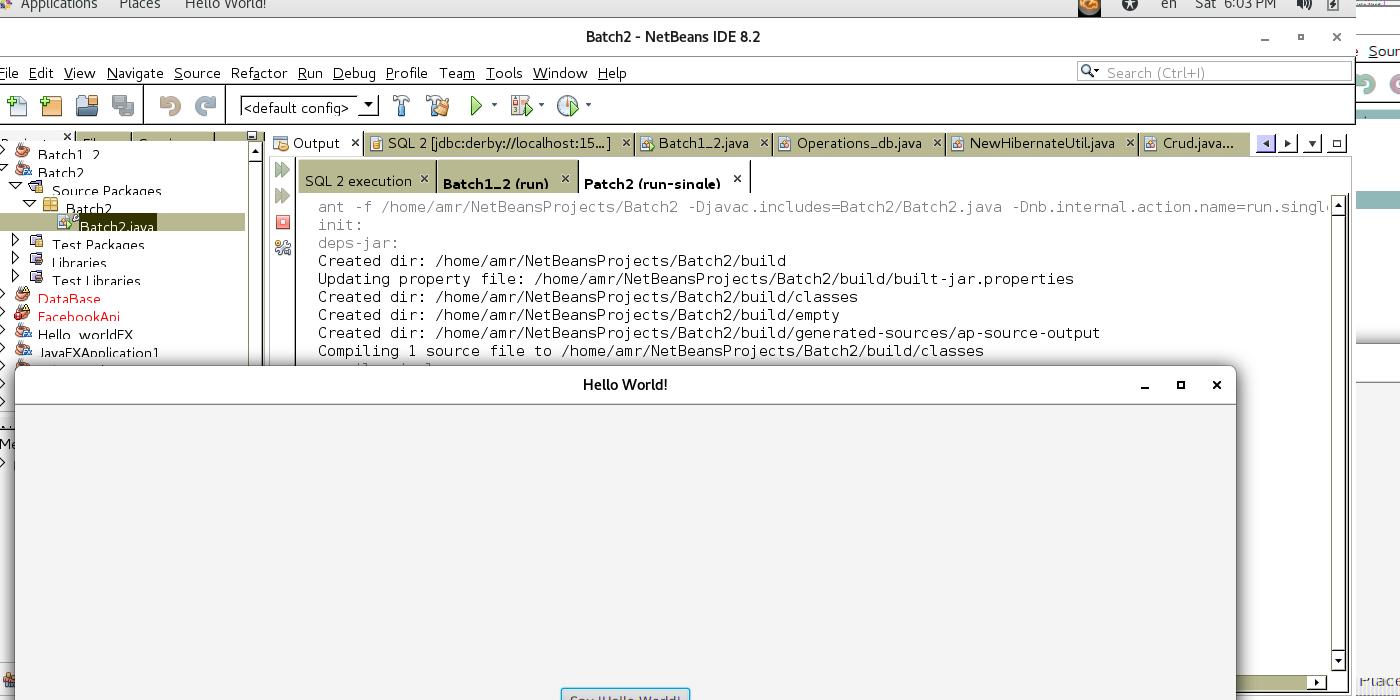 Applications Places Hello World! en Sat 6:03 PM
Batch2 - NetBeans IDE 8.2
File Edit View Navigate Source Refactor Run Debug Profile Team Tools Window Help
Search (Ctrl+I)
<default config>
Output
SQL 2 [jdbc:derby://localhost:15...]
Batch1_2.java
Operations_db.java
NewHibernateUtil.java
Crud.java...
Batch1_2
Batch2
Source Packages
Batch2
Batch2.java
Test Packages
Libraries
Test Libraries
DataBase
FacebookApi
Hello_worldFX
JavaFXApplication1
SQL 2 execution
Batch1_2 (run)
Patch2 (run-single)
ant -f /home/amr/NetBeansProjects/Batch2 -Djavac.includes=Batch2/Batch2.java -Dnb.internal.action.name=run.singl
init:
deps-jar:
Created dir: /home/amr/NetBeansProjects/Batch2/build
Updating property file: /home/amr/NetBeansProjects/Batch2/build/built-jar.properties
Created dir: /home/amr/NetBeansProjects/Batch2/build/classes
Created dir: /home/amr/NetBeansProjects/Batch2/build/empty
Created dir: /home/amr/NetBeansProjects/Batch2/build/generated-sources/ap-source-output
Compiling 1 source file to /home/amr/NetBeansProjects/Batch2/build/classes
Hello World!
Say 'Hello World'
Sour
Place